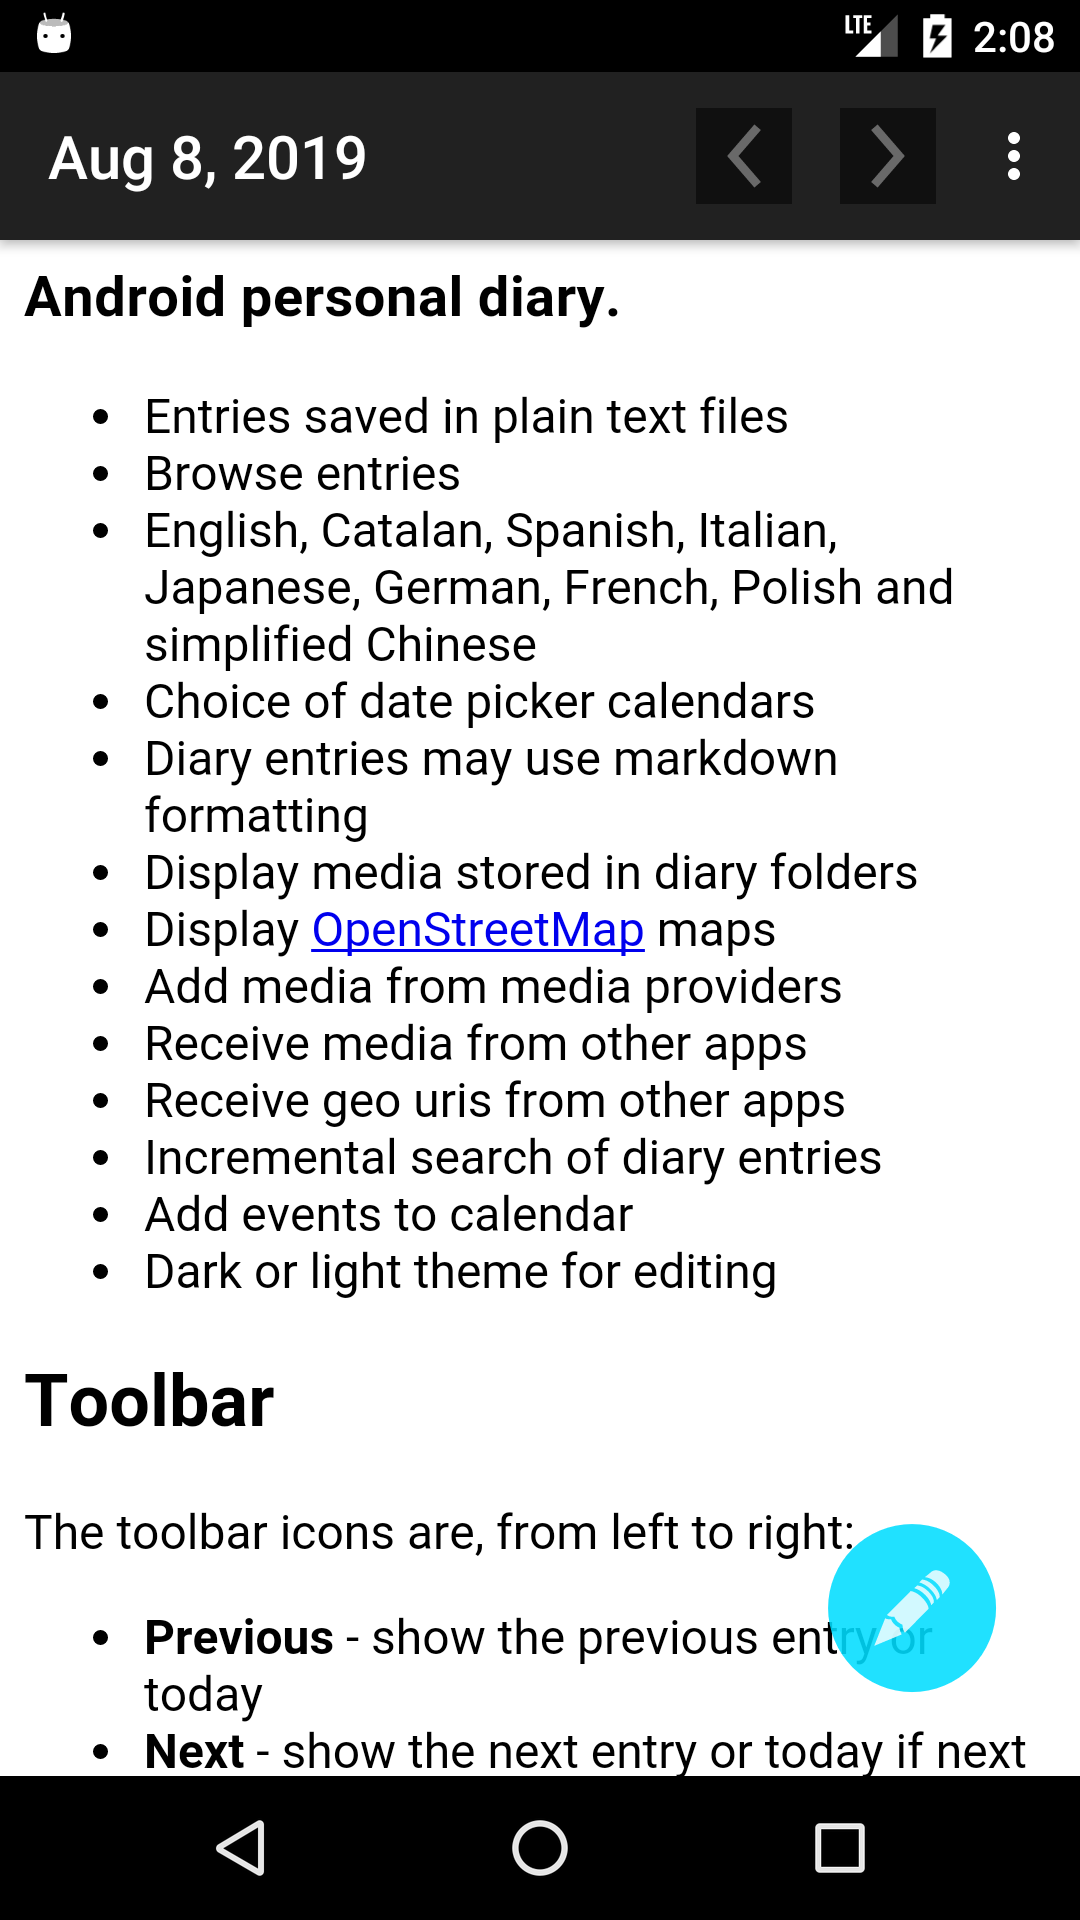 LTE 2:08
Aug 8, 2019
Android personal diary.
Entries saved in plain text files
Browse entries
English, Catalan, Spanish, Italian,
Japanese, German, French, Polish and
simplified Chinese
Choice of date picker calendars
Diary entries may use markdown
formatting
Display media stored in diary folders
Display OpenStreetMap maps
Add media from media providers
Receive media from other apps
Receive geo uris from other apps
Incremental search of diary entries
Add events to calendar
Dark or light theme for editing
Toolbar
The toolbar icons are, from left to right:
Previous - show the previous entry or
today
Next - show the next entry or today if next